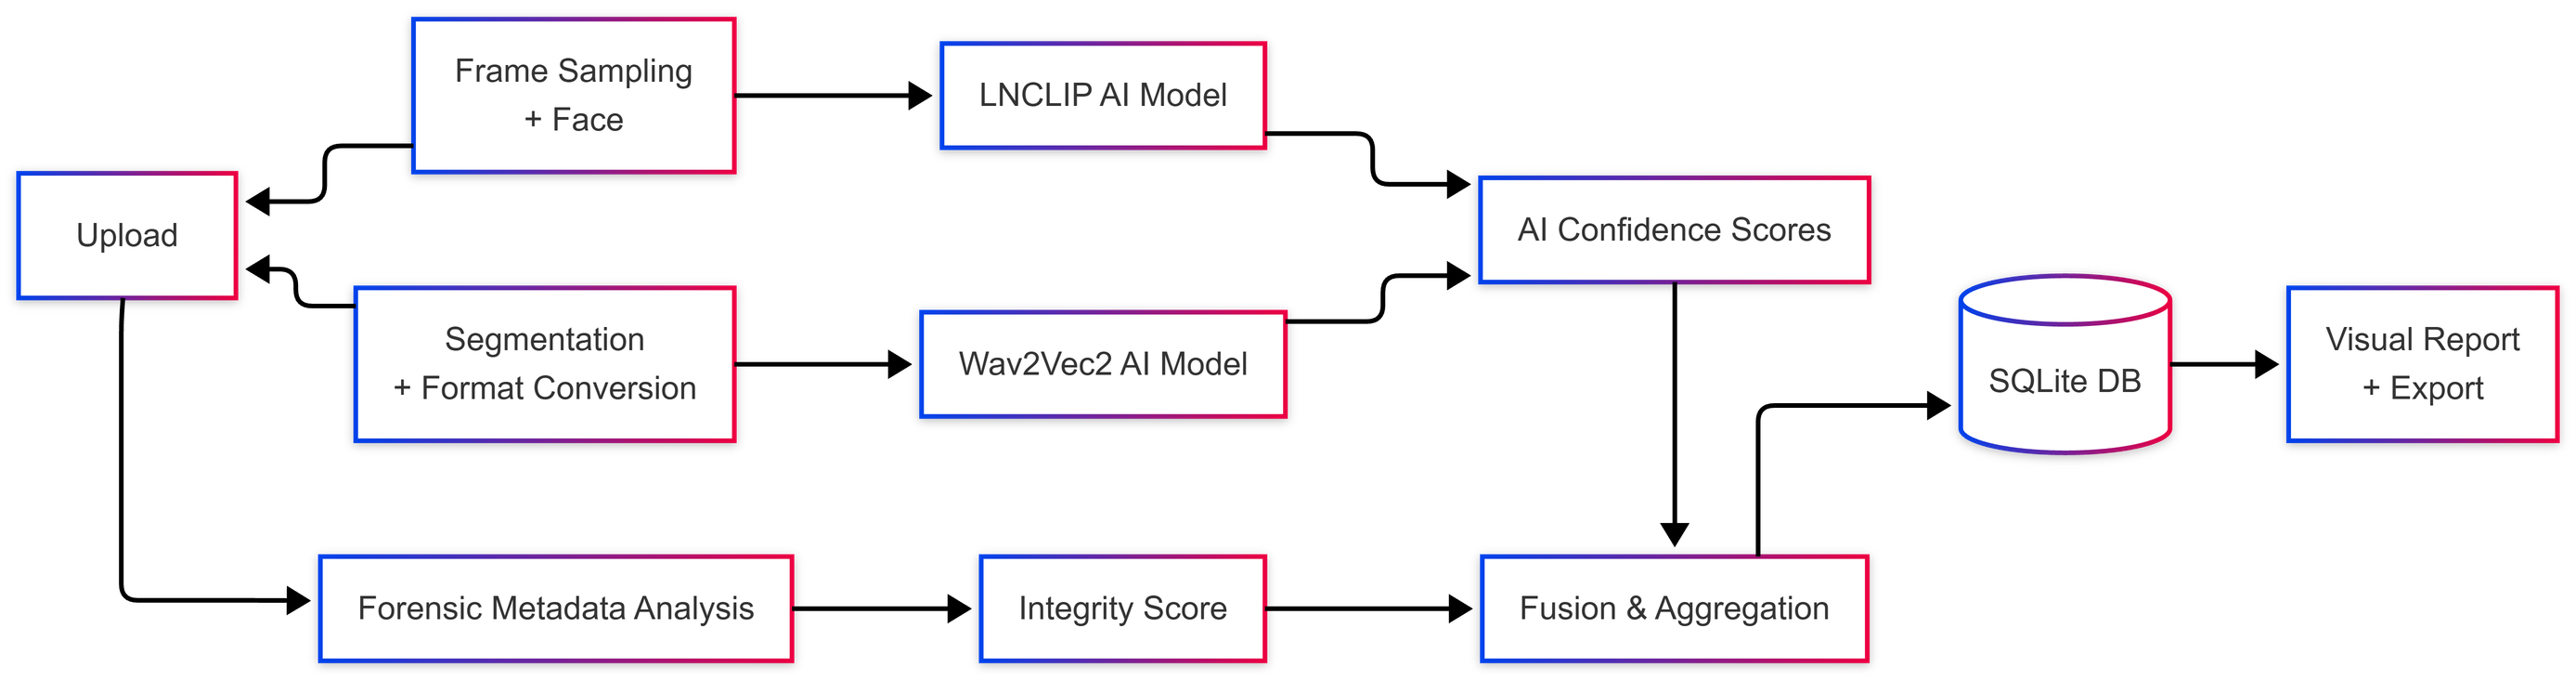 Frame Sampling
+ Face
LNCLIP AI Model
Upload
AI Confidence Scores
Segmentation
+ Format Conversion
Wav2Vec2 AI Model
SQLite DB
Visual Report
+ Export
Forensic Metadata Analysis
Integrity Score
Fusion & Aggregation